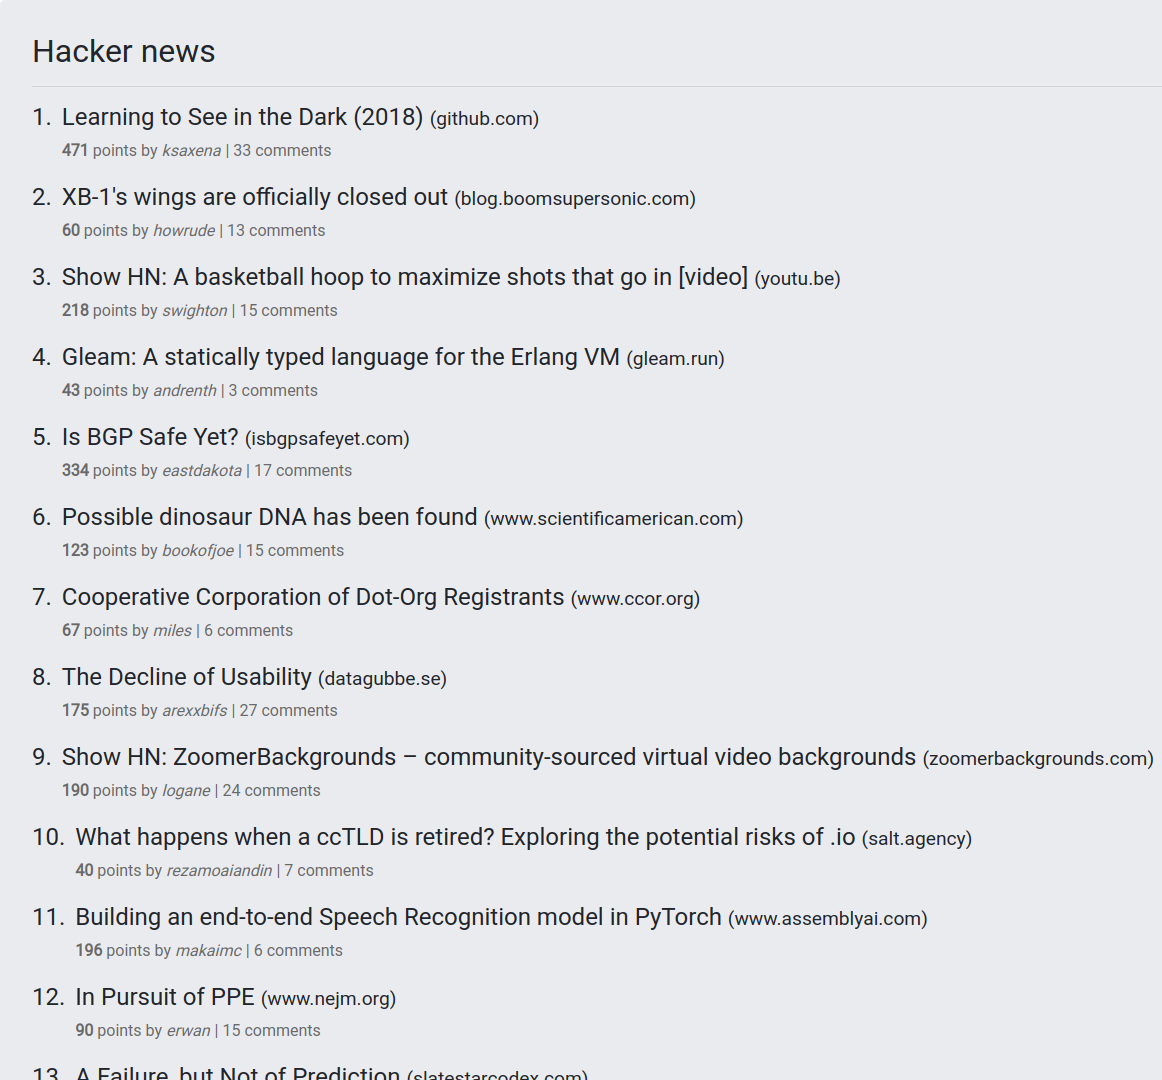 Hacker news
1. Learning to See in the Dark (2018) (github.com)
471 points by ksaxena | 33 comments
2. XB-1's wings are officially closed out (blog.boomsupersonic.com)
60 points by howrude | 13 comments
3. Show HN: A basketball hoop to maximize shots that go in [video] (youtu.be)
218 points by swighton | 15 comments
4. Gleam: A statically typed language for the Erlang VM (gleam.run)
43 points by andrenth | 3 comments
5. Is BGP Safe Yet? (isbgpsafeyet.com)
334 points by eastdakota | 17 comments
6. Possible dinosaur DNA has been found (www.scientificamerican.com)
123 points by bookofjoe | 15 comments
7. Cooperative Corporation of Dot-Org Registrants (www.ccor.org)
67 points by miles | 6 comments
8. The Decline of Usability (datagubbe.se)
175 points by arexxbifs | 27 comments
9. Show HN: ZoomerBackgrounds – community-sourced virtual video backgrounds (zoomerbackgrounds.com)
190 points by logane | 24 comments
10. What happens when a ccTLD is retired? Exploring the potential risks of .io (salt.agency)
40 points by rezamoaiandin | 7 comments
11. Building an end-to-end Speech Recognition model in PyTorch (www.assemblyai.com)
196 points by makaimc | 6 comments
12. In Pursuit of PPE (www.nejm.org)
90 points by erwan | 15 comments
13. A Failure, but Not of Prediction (slatestarcodex.com)